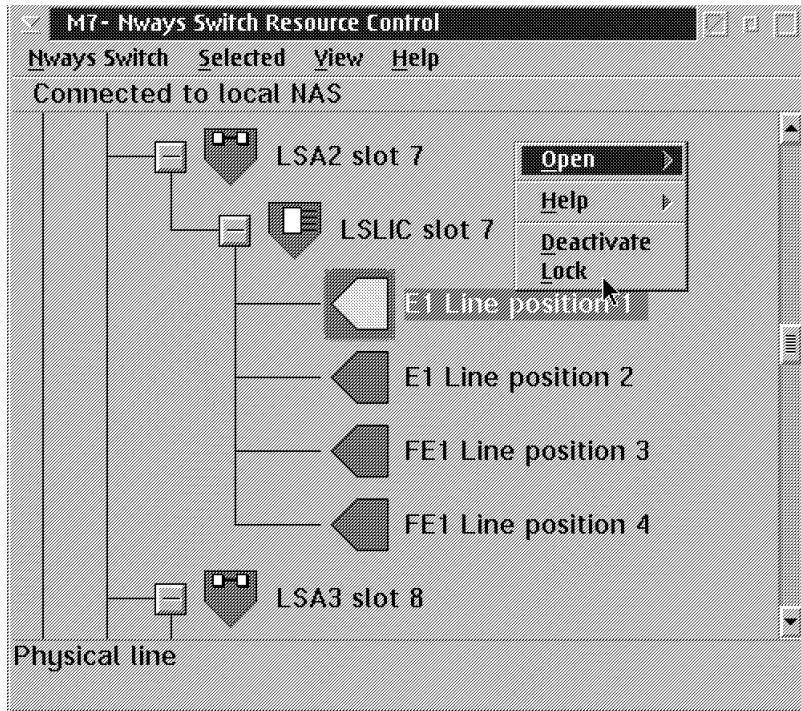 M7- Nways Switch Resource Control
Nways Switch Selected View Help
Connected to local NAS
LSA2 slot 7
Open
Help
Deactivate
Lock
LSLIC slot 7
E1 Line position 1
E1 Line position 2
FE1 Line position 3
FE1 Line position 4
LSA3 slot 8
Physical line